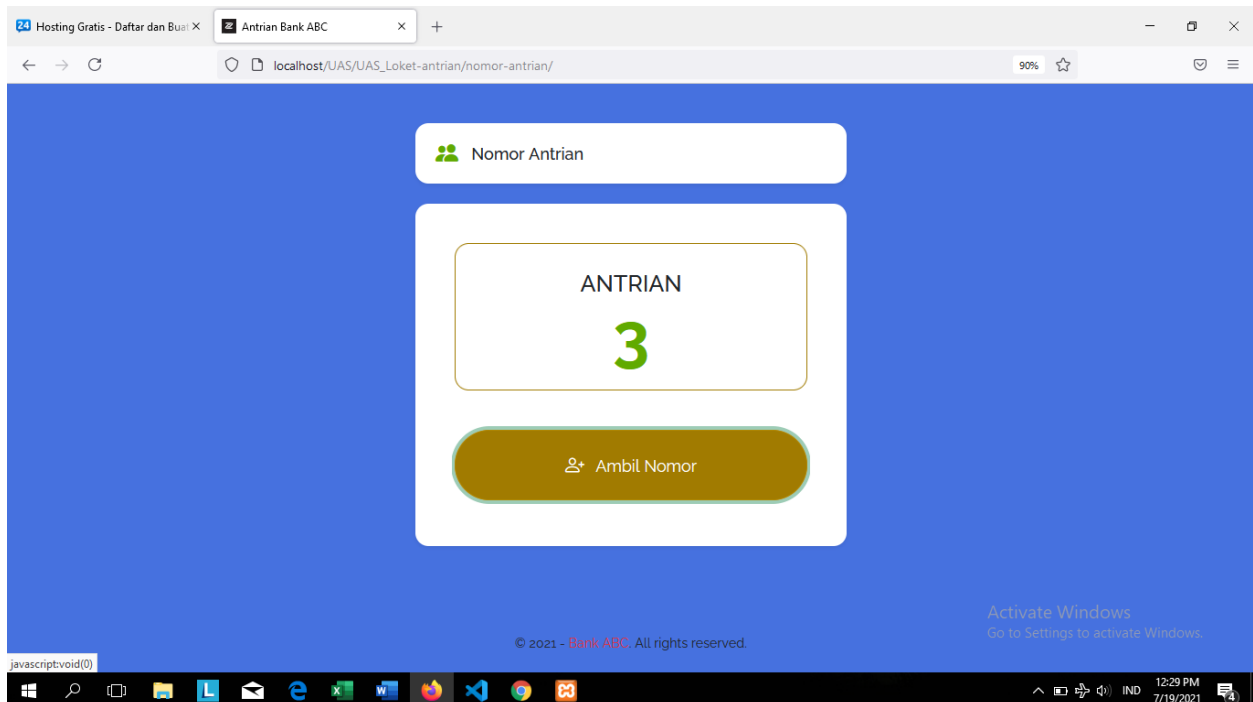 24 Hosting Gratis - Daftar dan Buat
Antrian Bank ABC
localhost/UAS/UAS_Loket-antrian/nomor-antrian/
90%
Nomor Antrian
ANTRIAN
3
Ambil Nomor
Activate Windows
Go to Settings to activate Windows.
© 2021 - Bank ABC. All rights reserved.
javascript:void(0)
IND
12:29 PM
7/19/2021
4